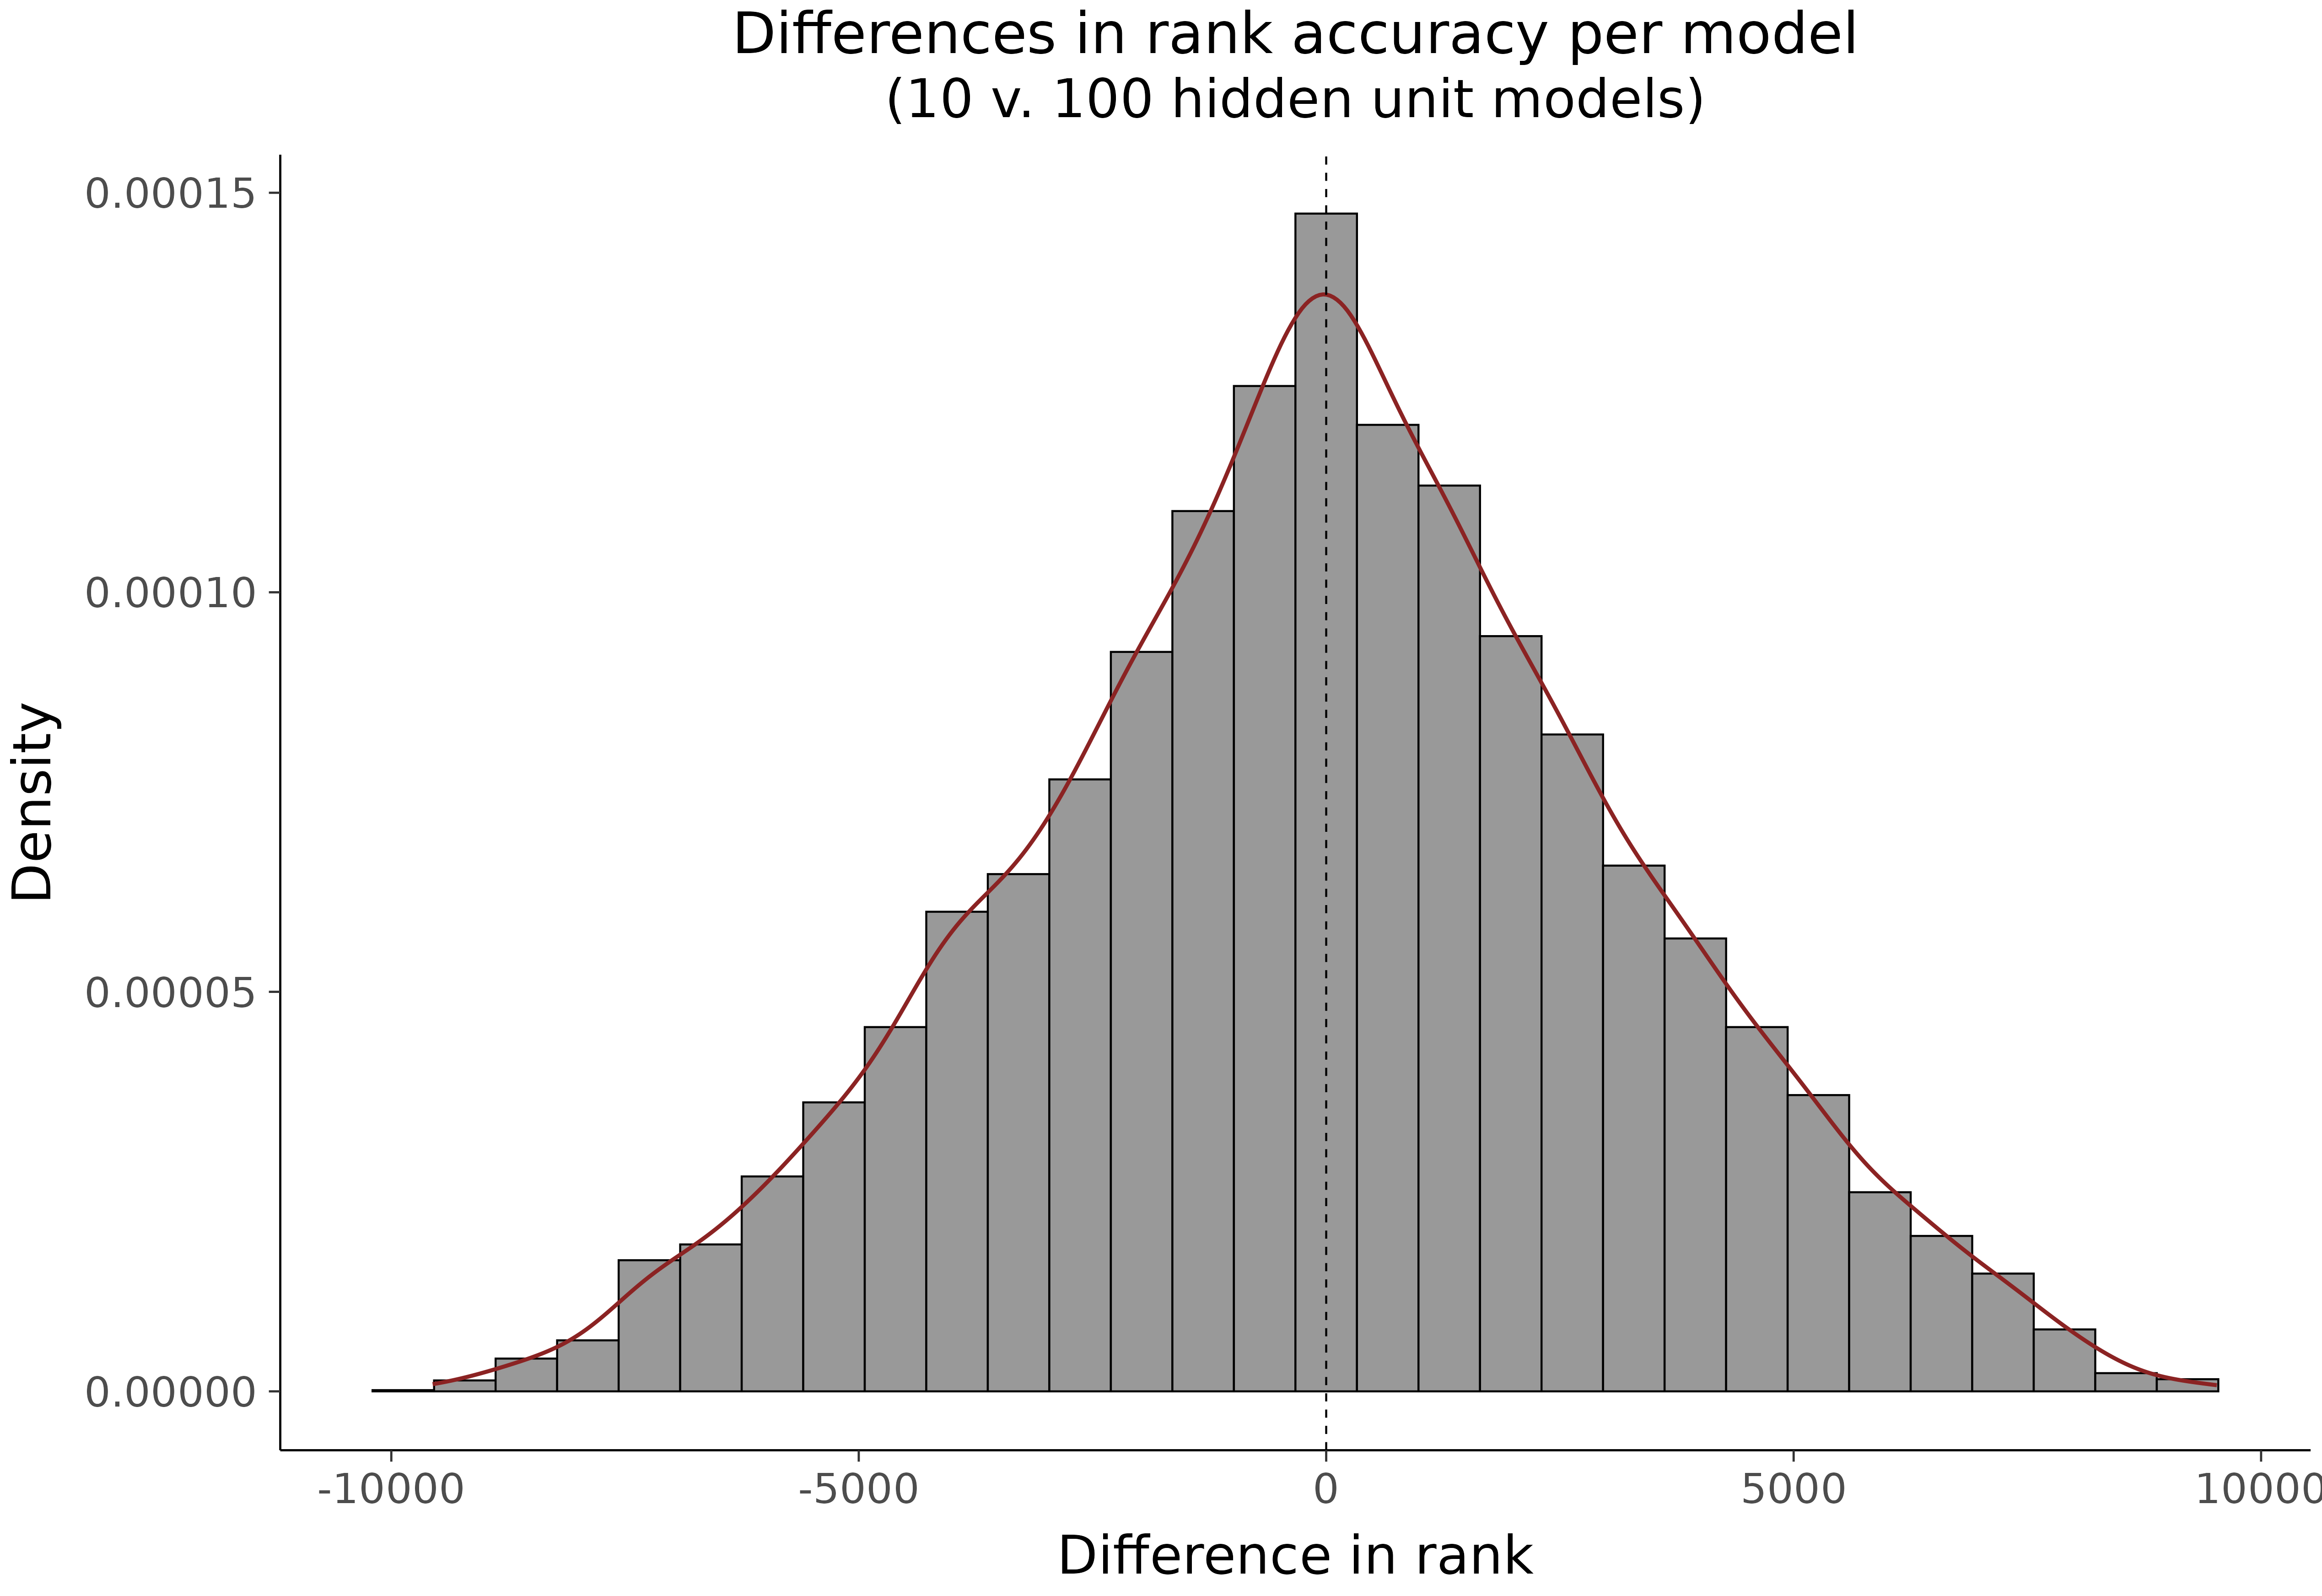 Differences in rank accuracy per model
(10 v. 100 hidden unit models)
0.00015
0.00010
0.00005
0.00000
Density
-10000
-5000
0
5000
10000
Difference in rank